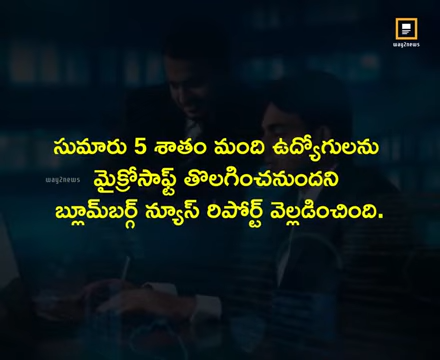 way2news
సుమారు 5 శాతం మంది ఉద్యోగులను
way2news
మైక్రోసాఫ్ట్ తొలగించనుందని
బ్లూమ్‌బర్గ్ న్యూస్ రిపోర్ట్ వెల్లడించింది.